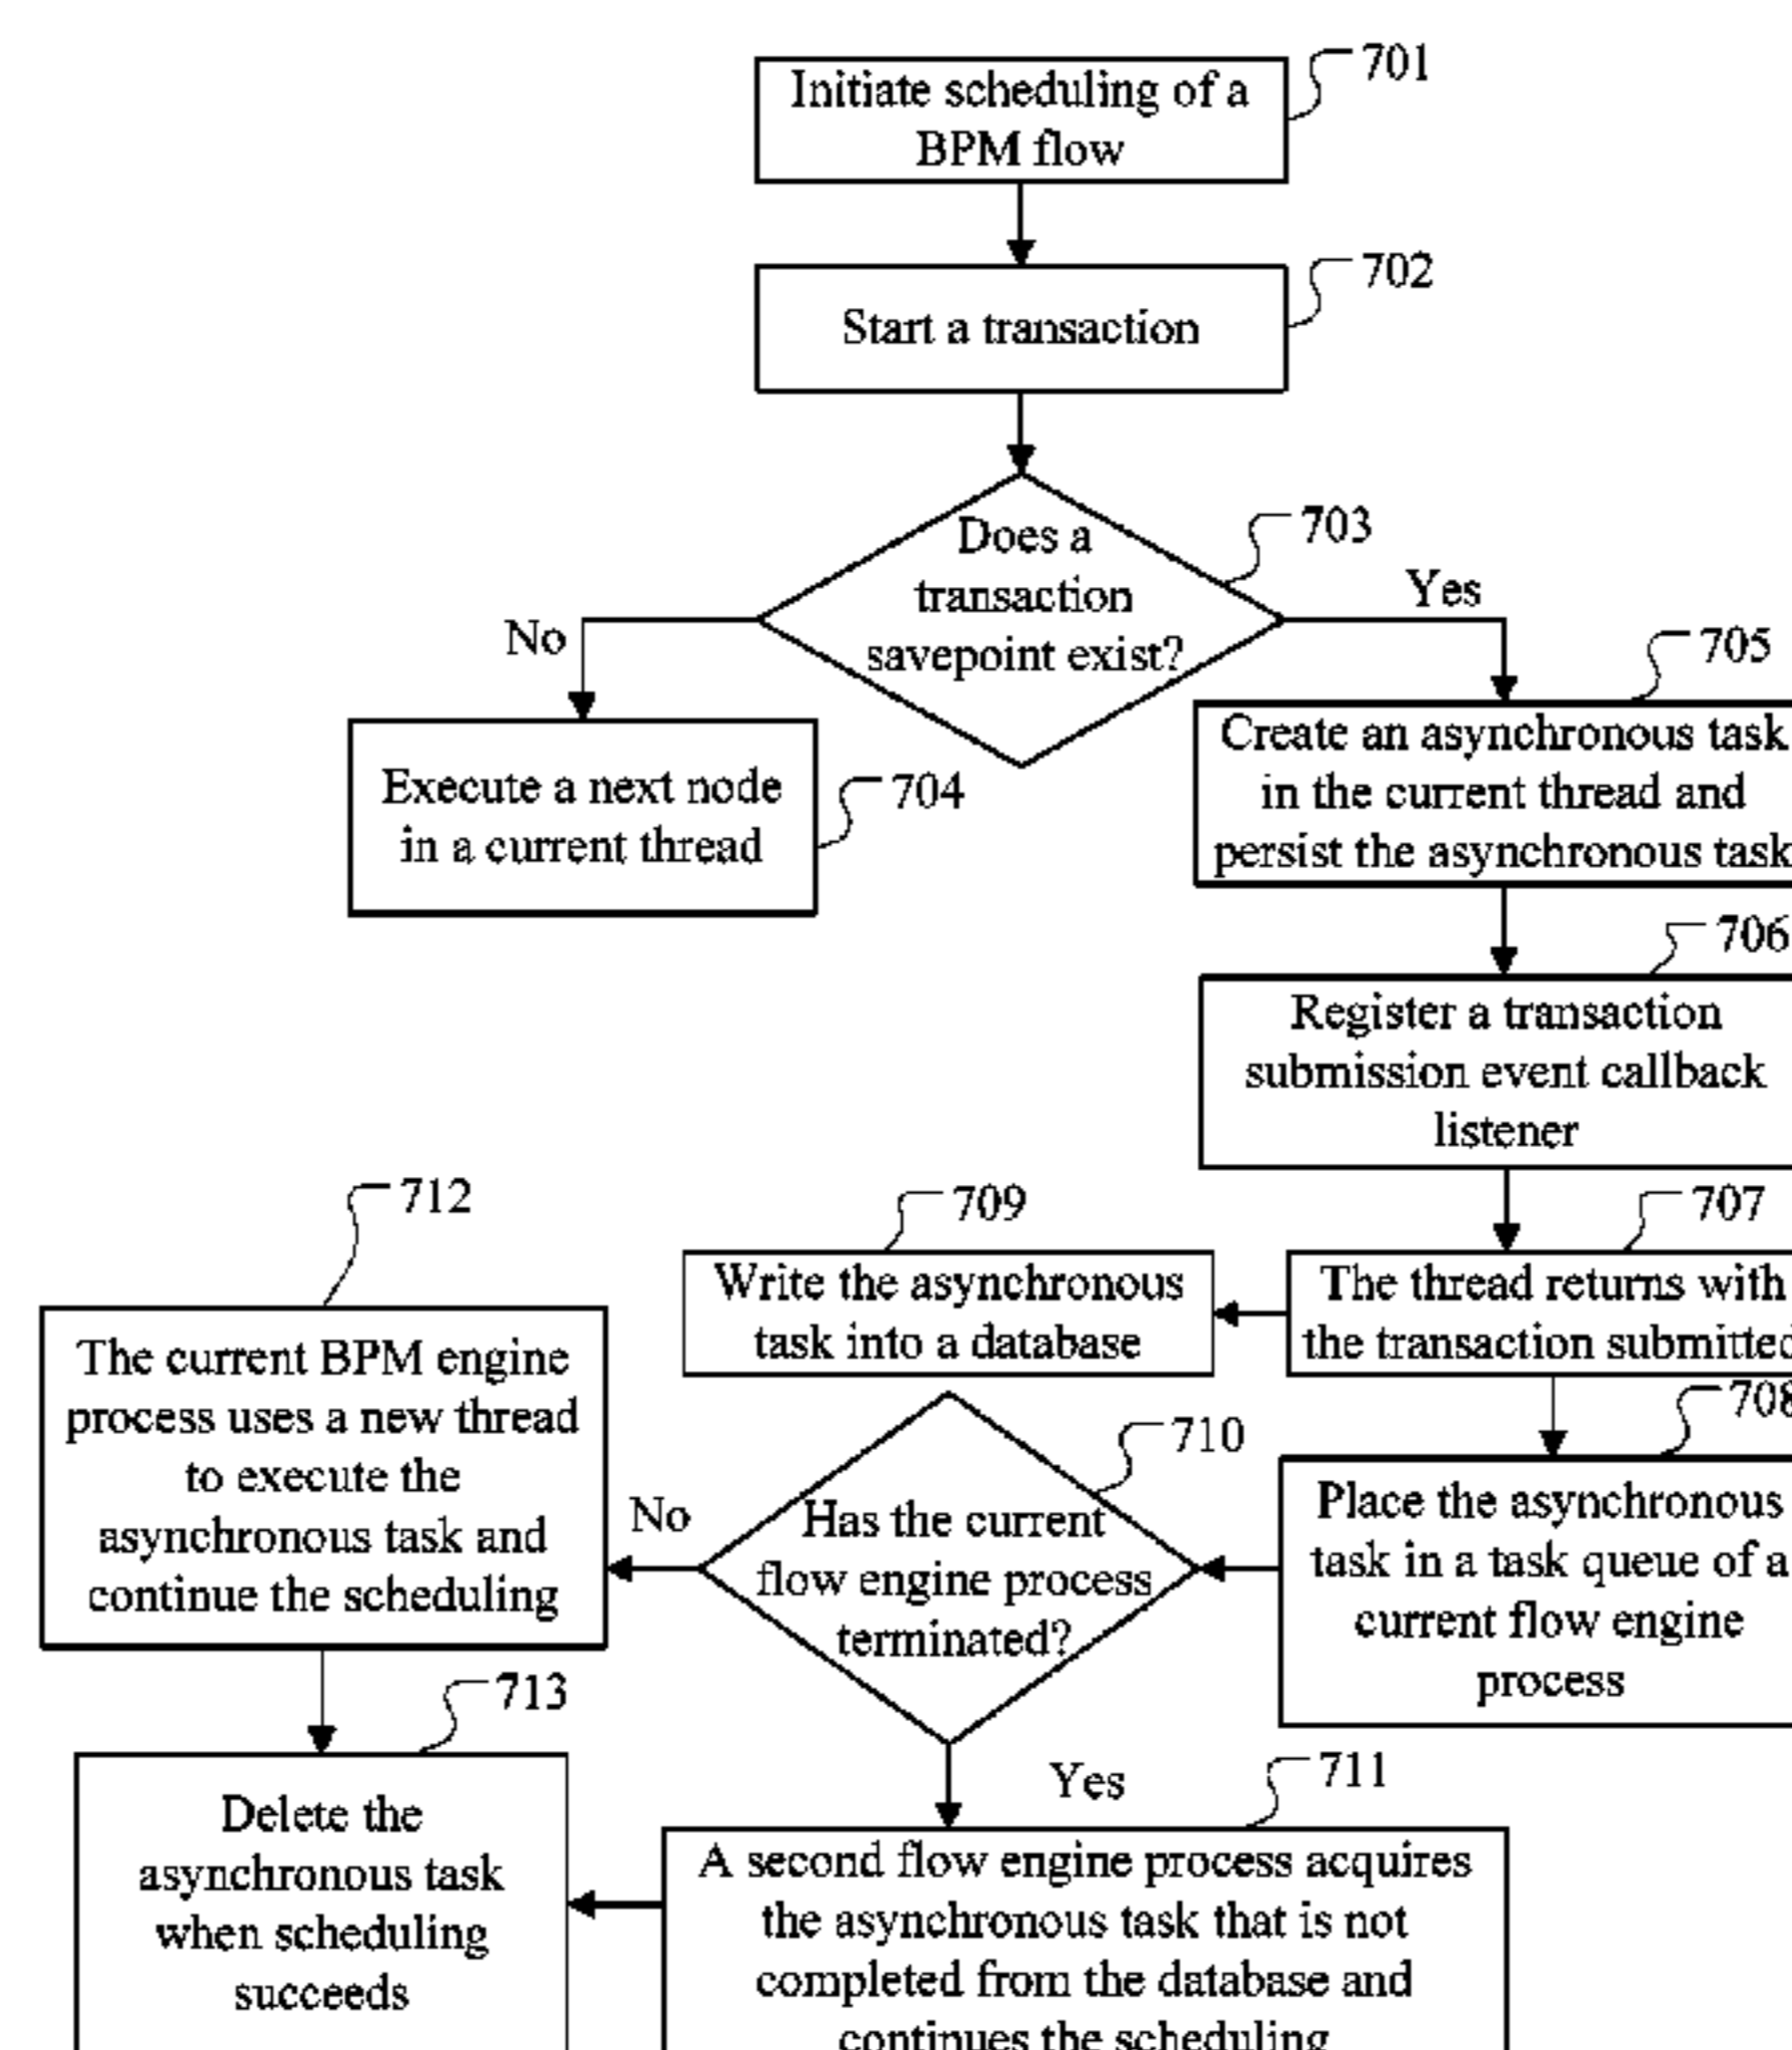 701
Initiate scheduling of a
BPM flow
702
Start a transaction
703
Does a
transaction
savepoint exist?
No
Yes
704
Execute a next node
in a current thread
705
Create an asynchronous task
in the current thread and
persist the asynchronous task
706
Register a transaction
submission event callback
listener
707
The thread returns with
the transaction submitted
709
Write the asynchronous
task into a database
708
Place the asynchronous
task in a task queue of a
current flow engine
process
710
Has the current
flow engine process
terminated?
No
Yes
712
The current BPM engine
process uses a new thread
to execute the
asynchronous task and
continue the scheduling
711
A second flow engine process acquires
the asynchronous task that is not
completed from the database and
continues the scheduling
713
Delete the
asynchronous task
when scheduling
succeeds